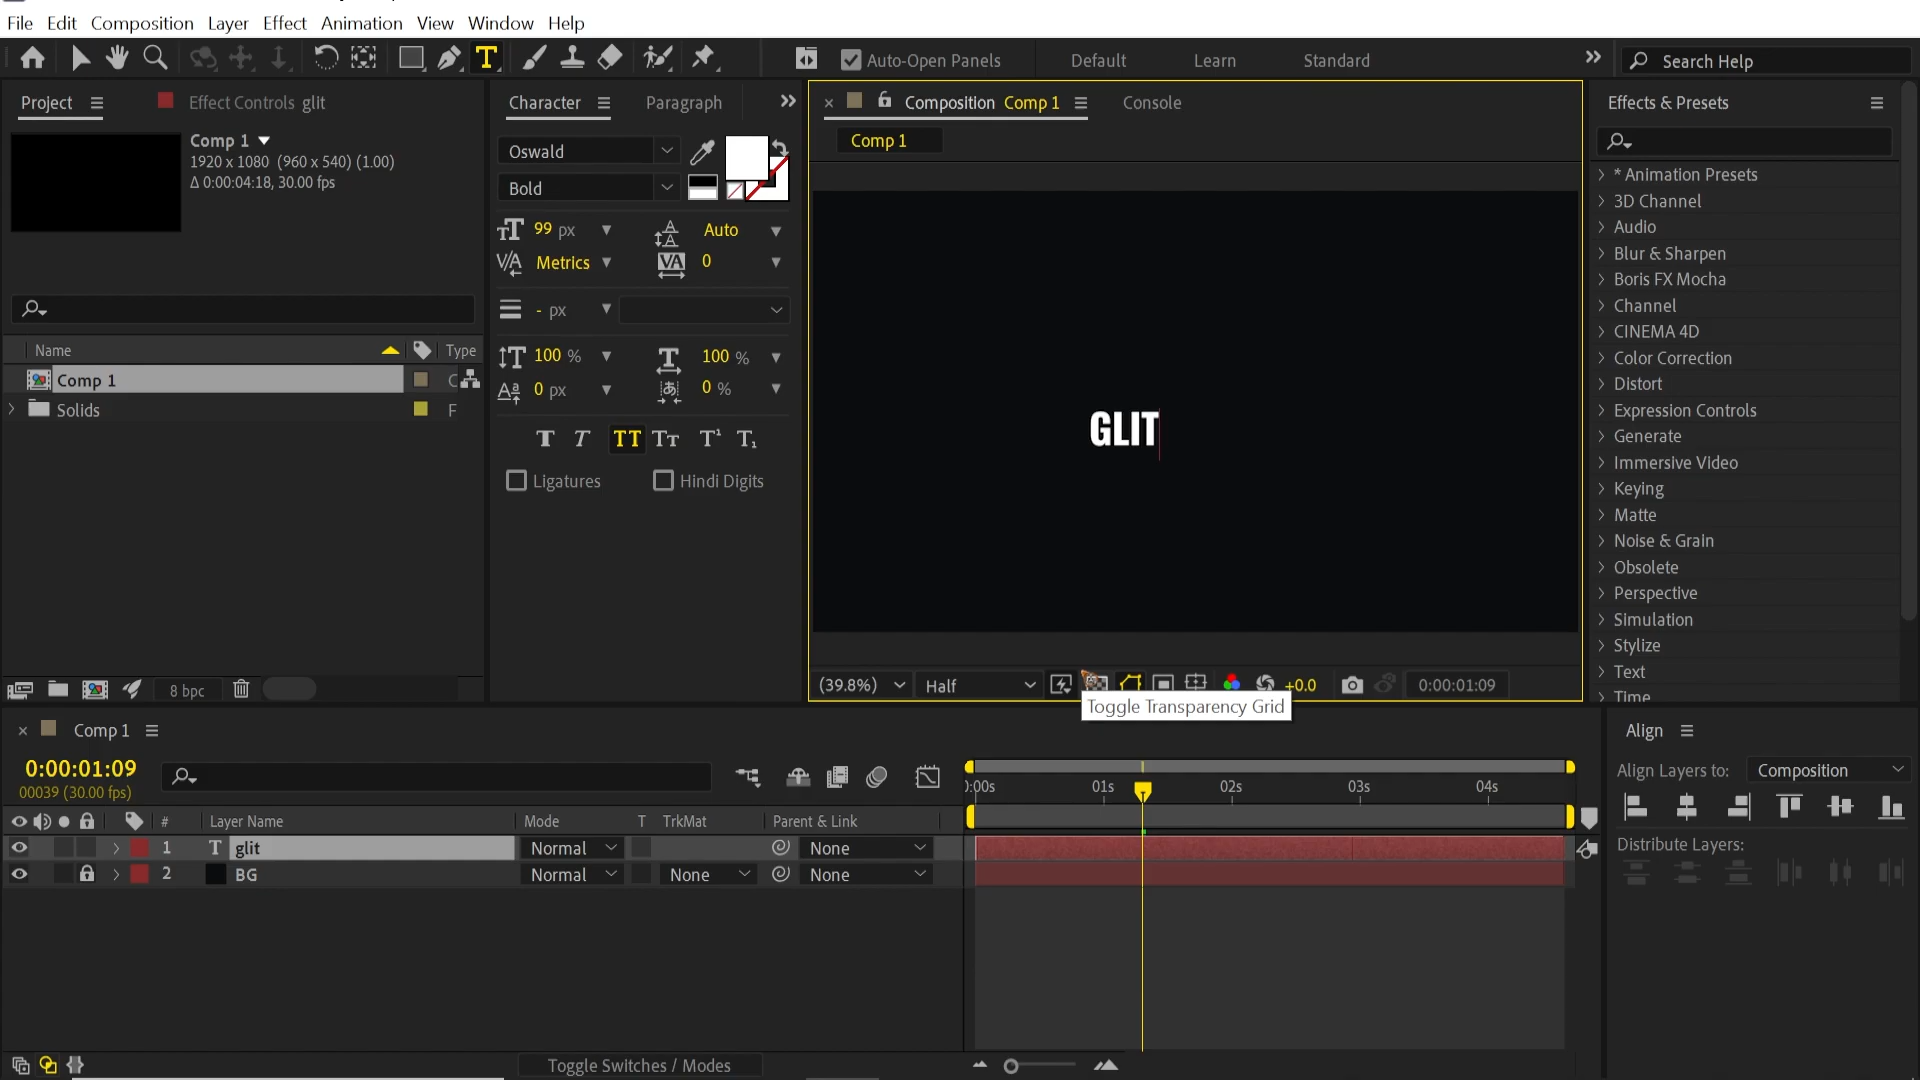 File Edit Composition Layer Effect Animation View Window Help
Auto-Open Panels Default Learn Standard Search Help
Project Effect Controls glit Character Paragraph Composition Comp 1 Console Effects & Presets
Comp 1
1920 x 1080 (960 x 540) (1.00)
Δ 0:00:04:18, 30.00 fps
Name Type
Comp 1 C
Solids F
8 bpc
Oswald
Bold
99 px Auto
Metrics 0
- px
100 % 100 %
0 px 0 %
T T TT Tт T¹ T₁
Ligatures Hindi Digits
Comp 1
GLIT
(39.8%) Half +0.0 0:00:01:09
Toggle Transparency Grid
* Animation Presets
3D Channel
Audio
Blur & Sharpen
Boris FX Mocha
Channel
CINEMA 4D
Color Correction
Distort
Expression Controls
Generate
Immersive Video
Keying
Matte
Noise & Grain
Obsolete
Perspective
Simulation
Stylize
Text
Time
Comp 1
0:00:01:09
00039 (30.00 fps)
:00s 01s 02s 03s 04s
# Layer Name Mode T TrkMat Parent & Link
1 T glit Normal None
2 BG Normal None None
Toggle Switches / Modes
Align
Align Layers to: Composition
Distribute Layers: